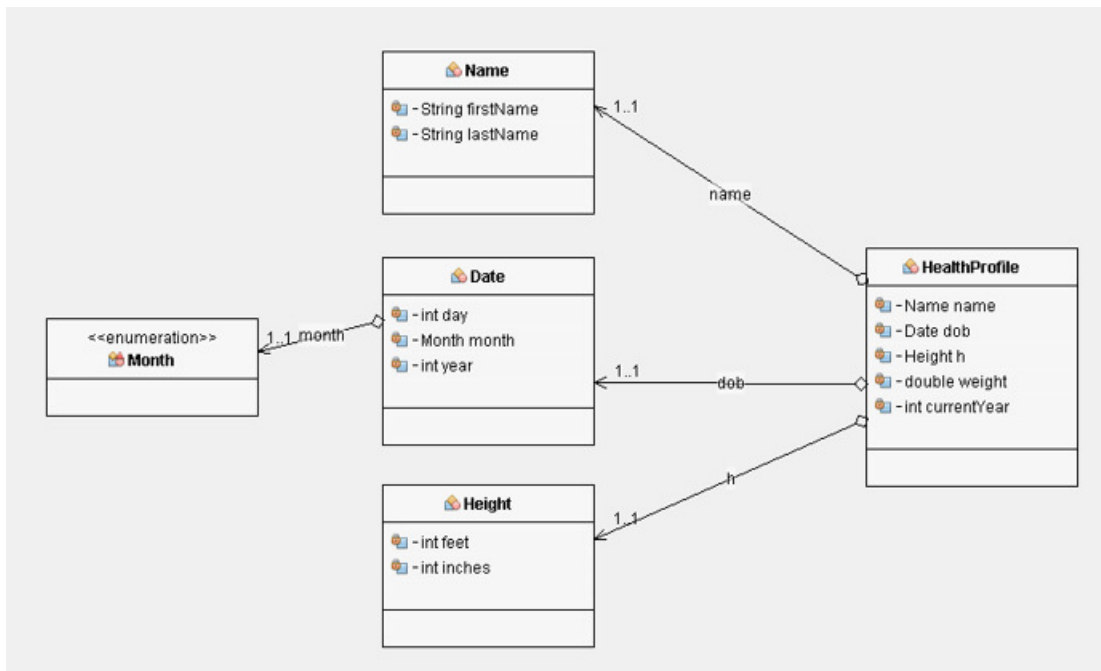 Name
- String firstName
- String lastName
1..1
name
HealthProfile
- Name name
- Date dob
- Height h
- double weight
- int currentYear
Date
- int day
- Month month
- int year
1..1
dob
<<enumeration>>
Month
1..1 month
Height
- int feet
- int inches
1..1
h